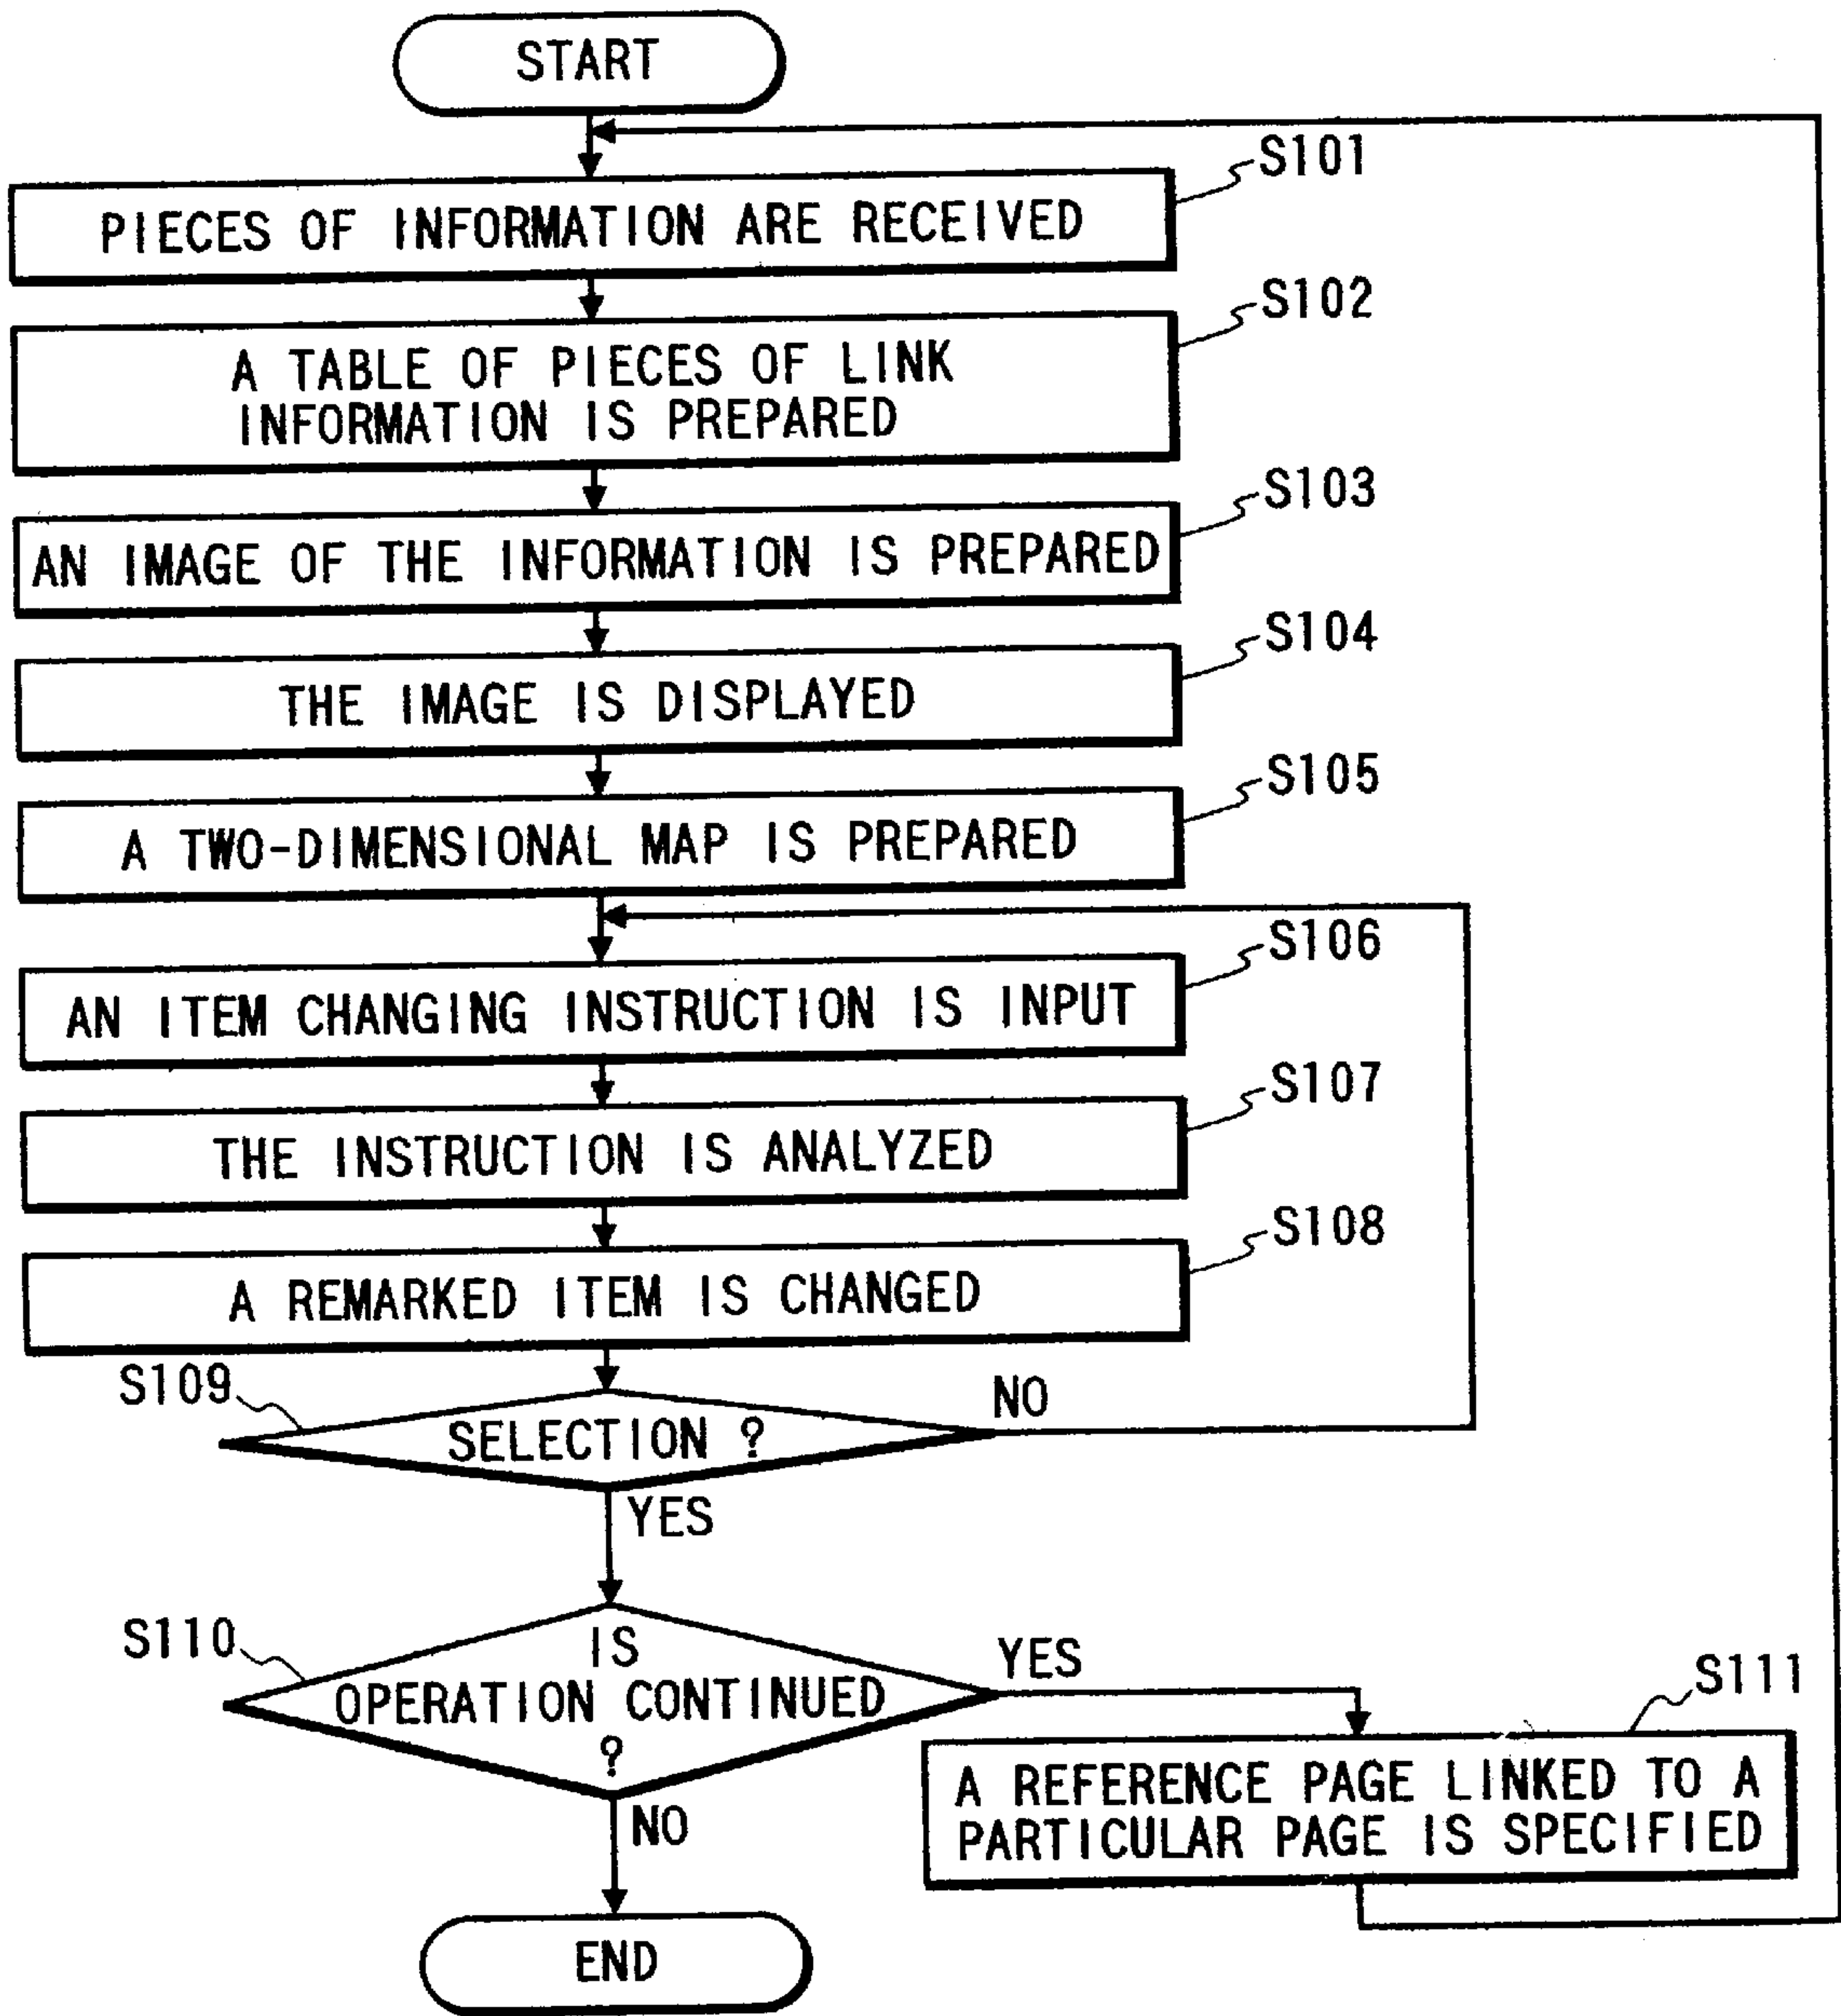 START
S101
PIECES OF INFORMATION ARE RECEIVED
S102
A TABLE OF PIECES OF LINK
INFORMATION IS PREPARED
S103
AN IMAGE OF THE INFORMATION IS PREPARED
S104
THE IMAGE IS DISPLAYED
S105
A TWO-DIMENSIONAL MAP IS PREPARED
S106
AN ITEM CHANGING INSTRUCTION IS INPUT
S107
THE INSTRUCTION IS ANALYZED
S108
A REMARKED ITEM IS CHANGED
S109
SELECTION ?
NO
YES
S110
IS
OPERATION CONTINUED
?
YES
S111
A REFERENCE PAGE LINKED TO A
PARTICULAR PAGE IS SPECIFIED
NO
END